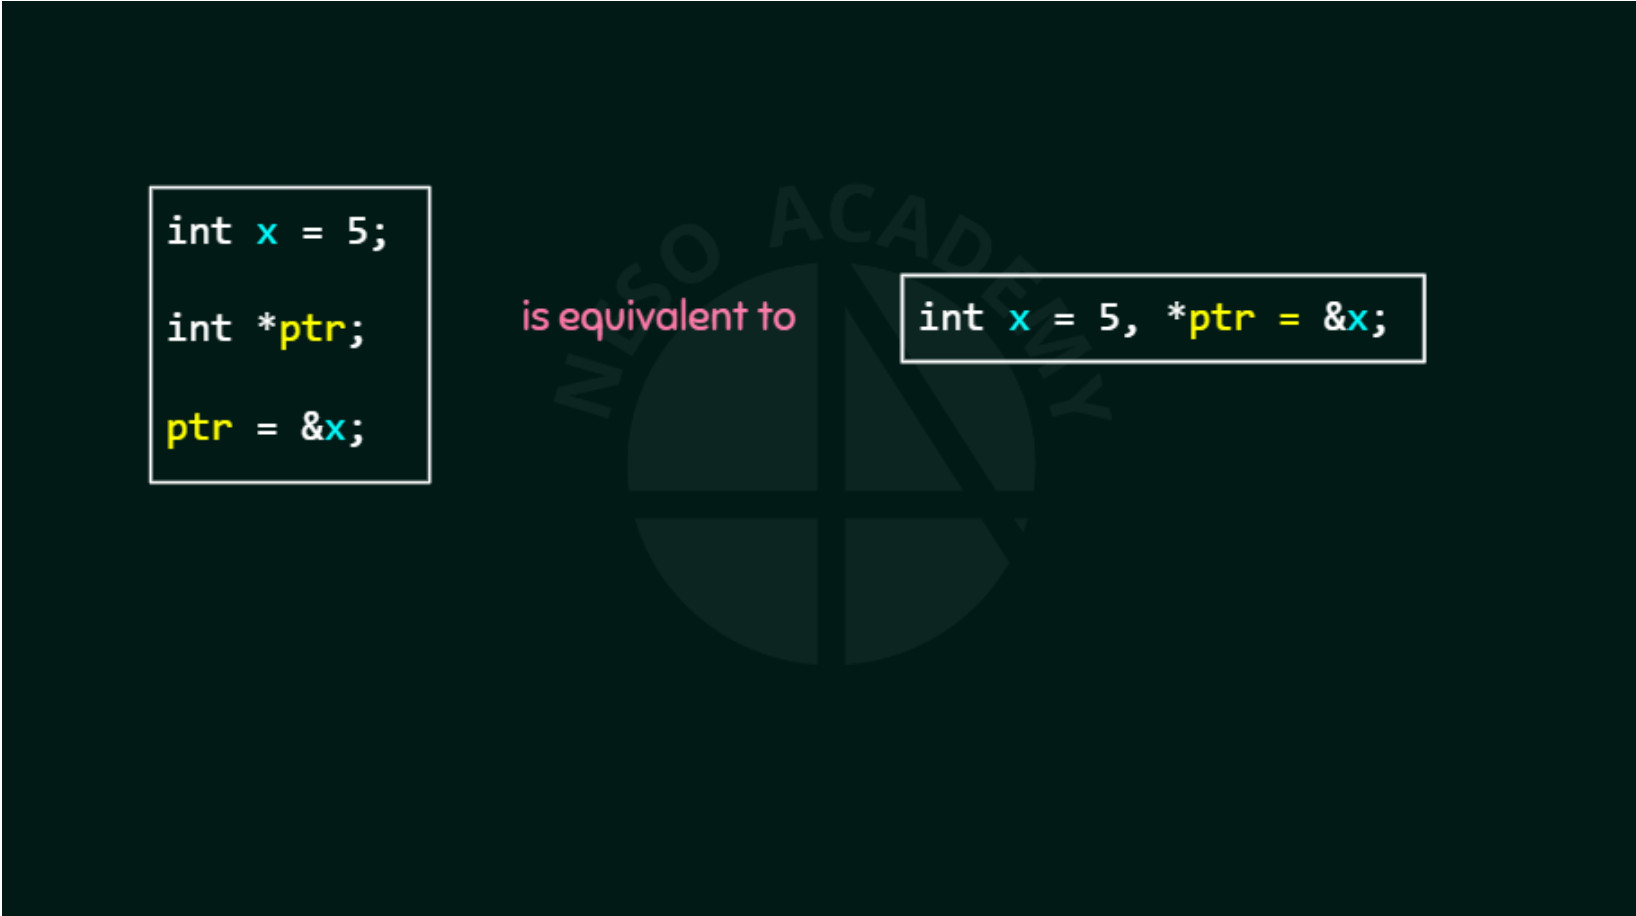 int x = 5;
int *ptr;
ptr = &x;
is equivalent to
int x = 5, *ptr = &x;
NESO ACADEMY